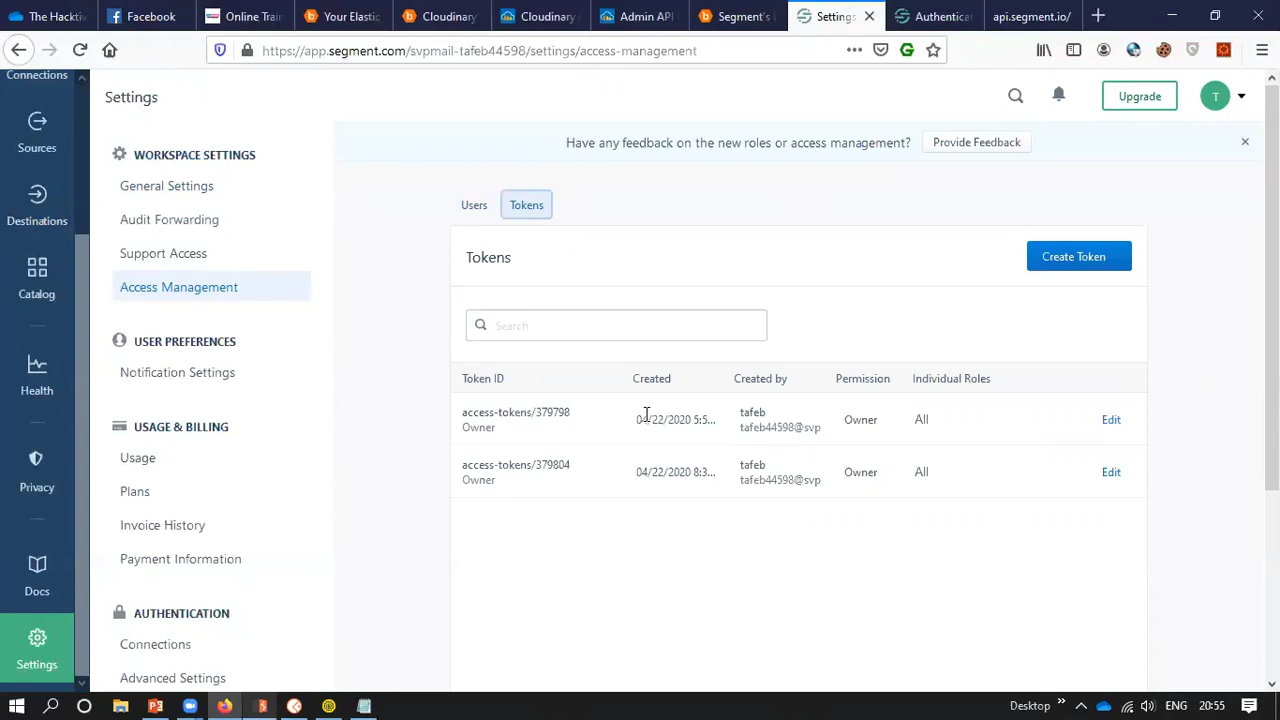 The Hackti
Facebook
Online Train
Your Elastic
Cloudinary
Cloudinary
Admin API
Segment's
Settings
Authenticat
api.segment.io/
https://app.segment.com/svpmail-tafeb44598/settings/access-management
Connections
Sources
Destinations
Catalog
Health
Privacy
Docs
Settings
Settings
Upgrade
T
WORKSPACE SETTINGS
General Settings
Audit Forwarding
Support Access
Access Management
USER PREFERENCES
Notification Settings
USAGE & BILLING
Usage
Plans
Invoice History
Payment Information
AUTHENTICATION
Connections
Advanced Settings
Have any feedback on the new roles or access management?
Provide Feedback
Users
Tokens
Tokens
Create Token
Search
Token ID Created Created by Permission Individual Roles
access-tokens/379798
Owner
04/22/2020 5:5...
tafeb
tafeb44598@svp
Owner
All
Edit
access-tokens/379804
Owner
04/22/2020 8:3...
tafeb
tafeb44598@svp
Owner
All
Edit
Desktop
ENG
20:55